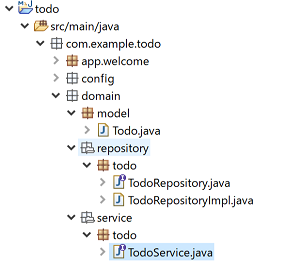 todo
src/main/java
com.example.todo
app.welcome
config
domain
model
Todo.java
repository
todo
TodoRepository.java
TodoRepositoryImpl.java
service
todo
TodoService.java